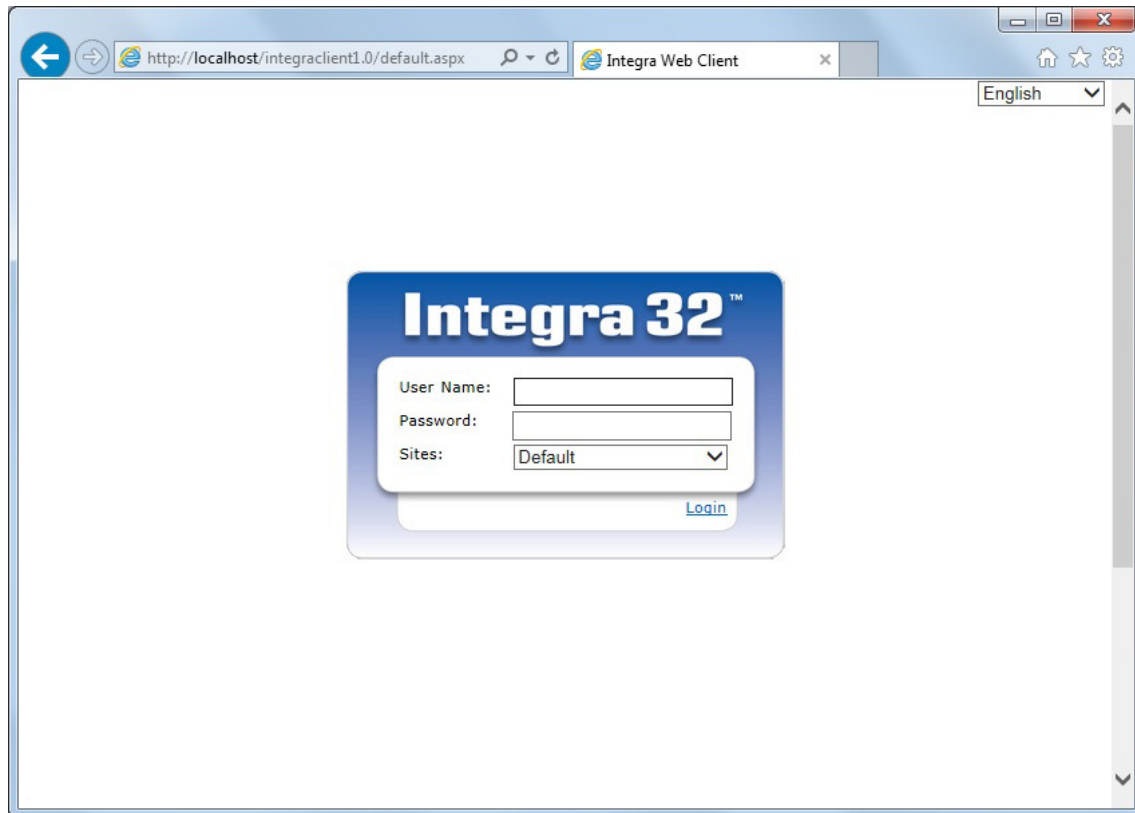 http://localhost/integraclient1.0/default.aspx
Integra Web Client
English
Integra 32™
User Name:
Password:
Sites:
Default
Login